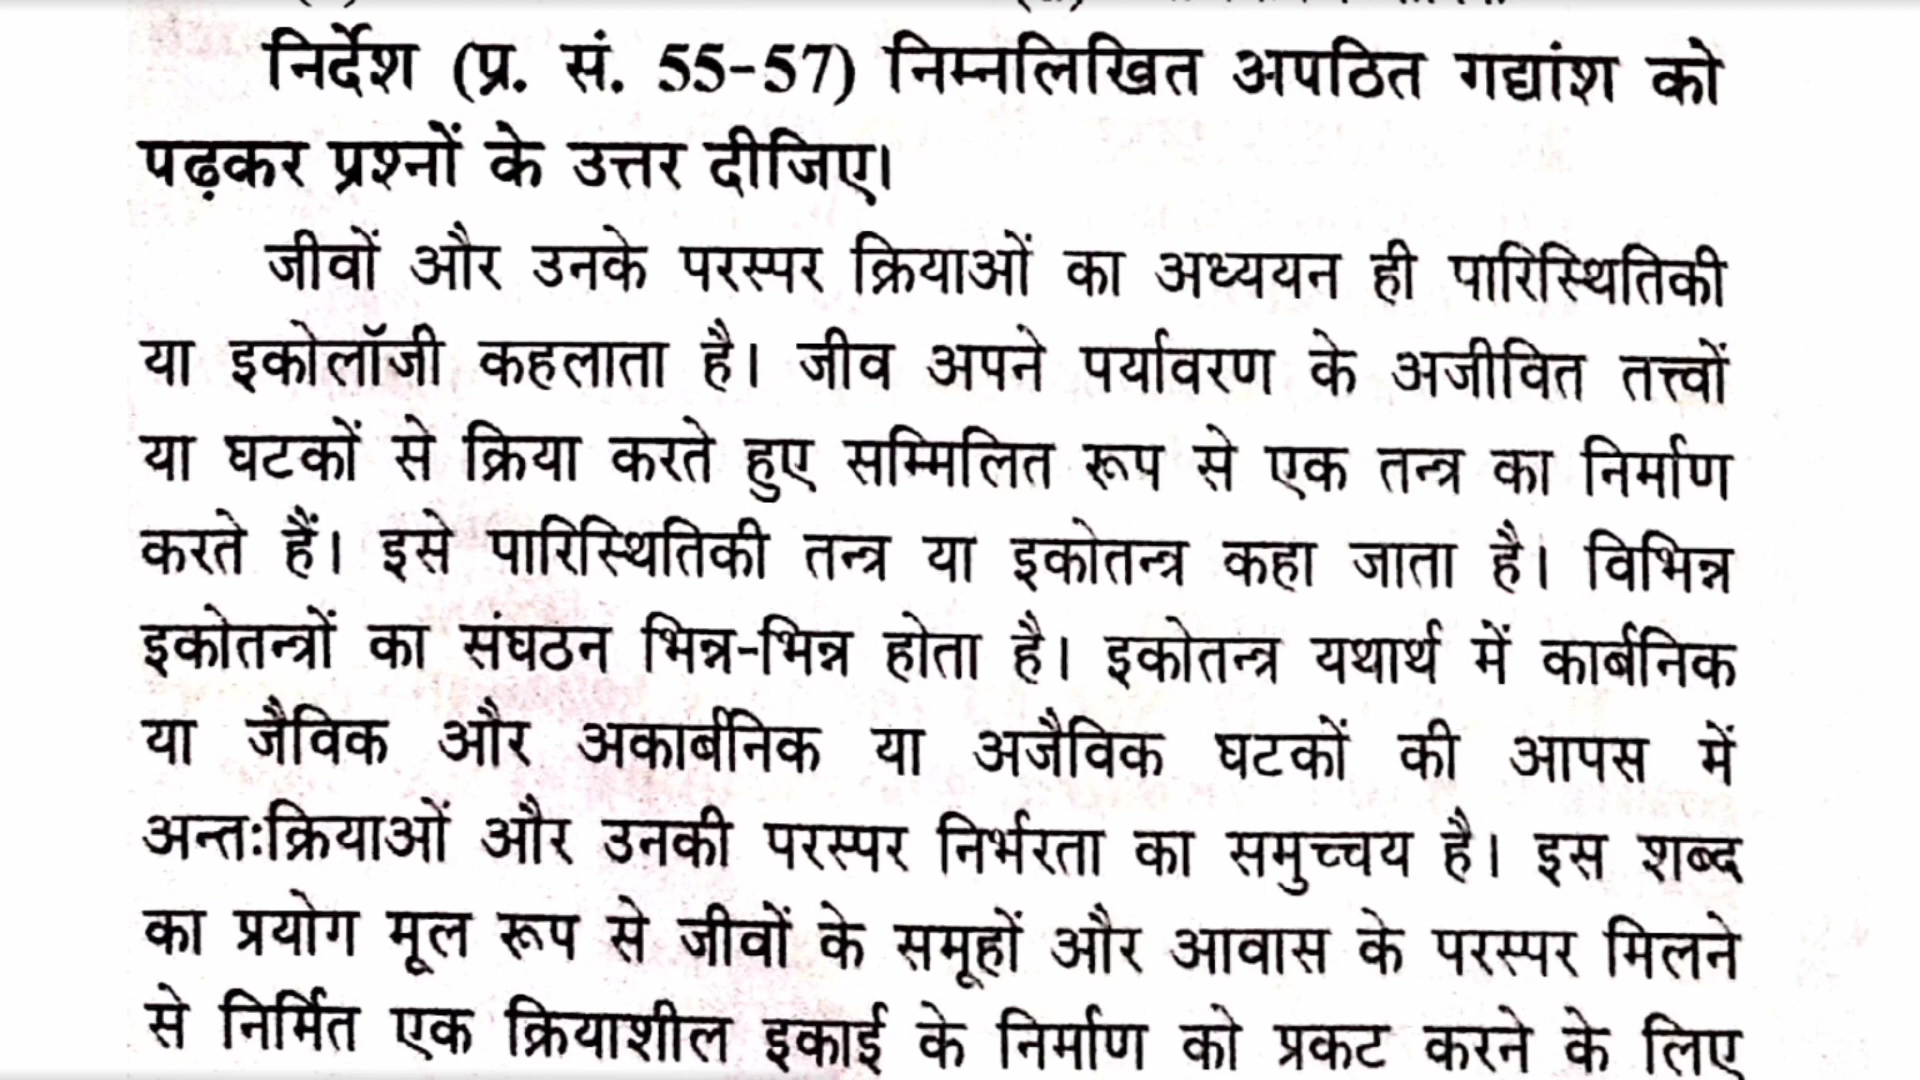 निर्देश (प्र. सं. 55-57) निम्नलिखित अपठित गद्यांश को
पढ़कर प्रश्नों के उत्तर दीजिए।
जीवों और उनके परस्पर क्रियाओं का अध्ययन ही पारिस्थितिकी
या इकोलॉजी कहलाता है। जीव अपने पर्यावरण के अजीवित तत्त्वों
या घटकों से क्रिया करते हुए सम्मिलित रूप से एक तन्त्र का निर्माण
करते हैं। इसे पारिस्थितिकी तन्त्र या इकोतन्त्र कहा जाता है। विभिन्न
इकोतन्त्रों का संघठन भिन्न-भिन्न होता है। इकोतन्त्र यथार्थ में कार्बनिक
या जैविक और अकार्बनिक या अजैविक घटकों की आपस में
अन्तःक्रियाओं और उनकी परस्पर निर्भरता का समुच्चय है। इस शब्द
का प्रयोग मूल रूप से जीवों के समूहों और आवास के परस्पर मिलने
से निर्मित एक क्रियाशील इकाई के निर्माण को प्रकट करने के लिए